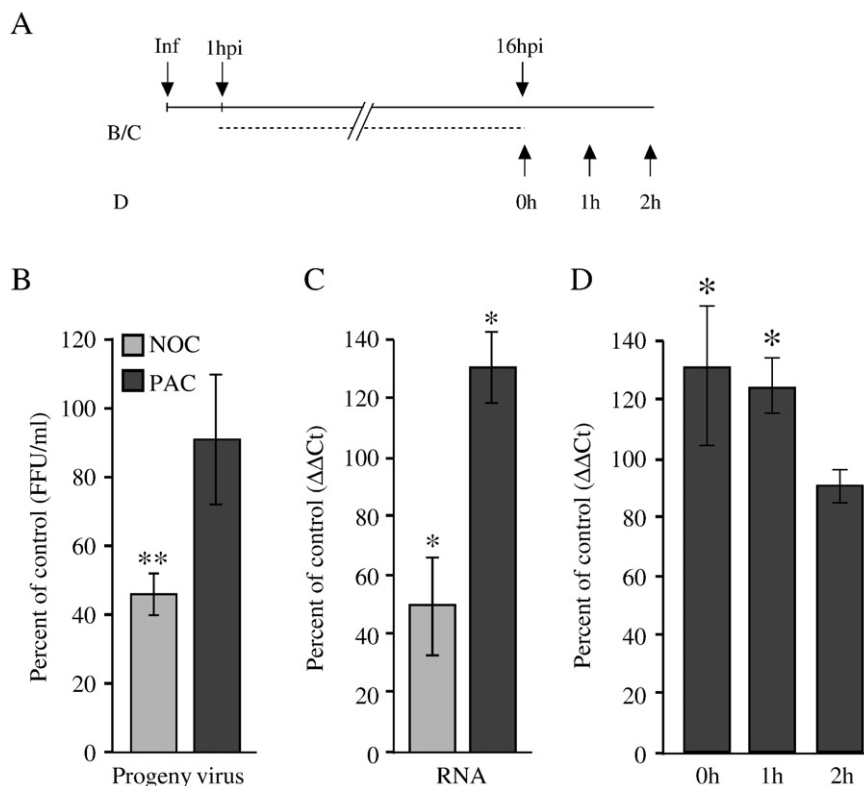 A
Inf
1hpi
16hpi
B/C
D
0h
1h
2h
B
Percent of control (FFU/ml)
120
100
80
60
40
20
0
NOC
PAC
**
Progeny virus
C
Percent of control (ΔΔCt)
140
120
100
80
60
40
20
0
*
*
RNA
D
Percent of control (ΔΔCt)
140
120
100
80
60
40
20
0
*
*
0h
1h
2h